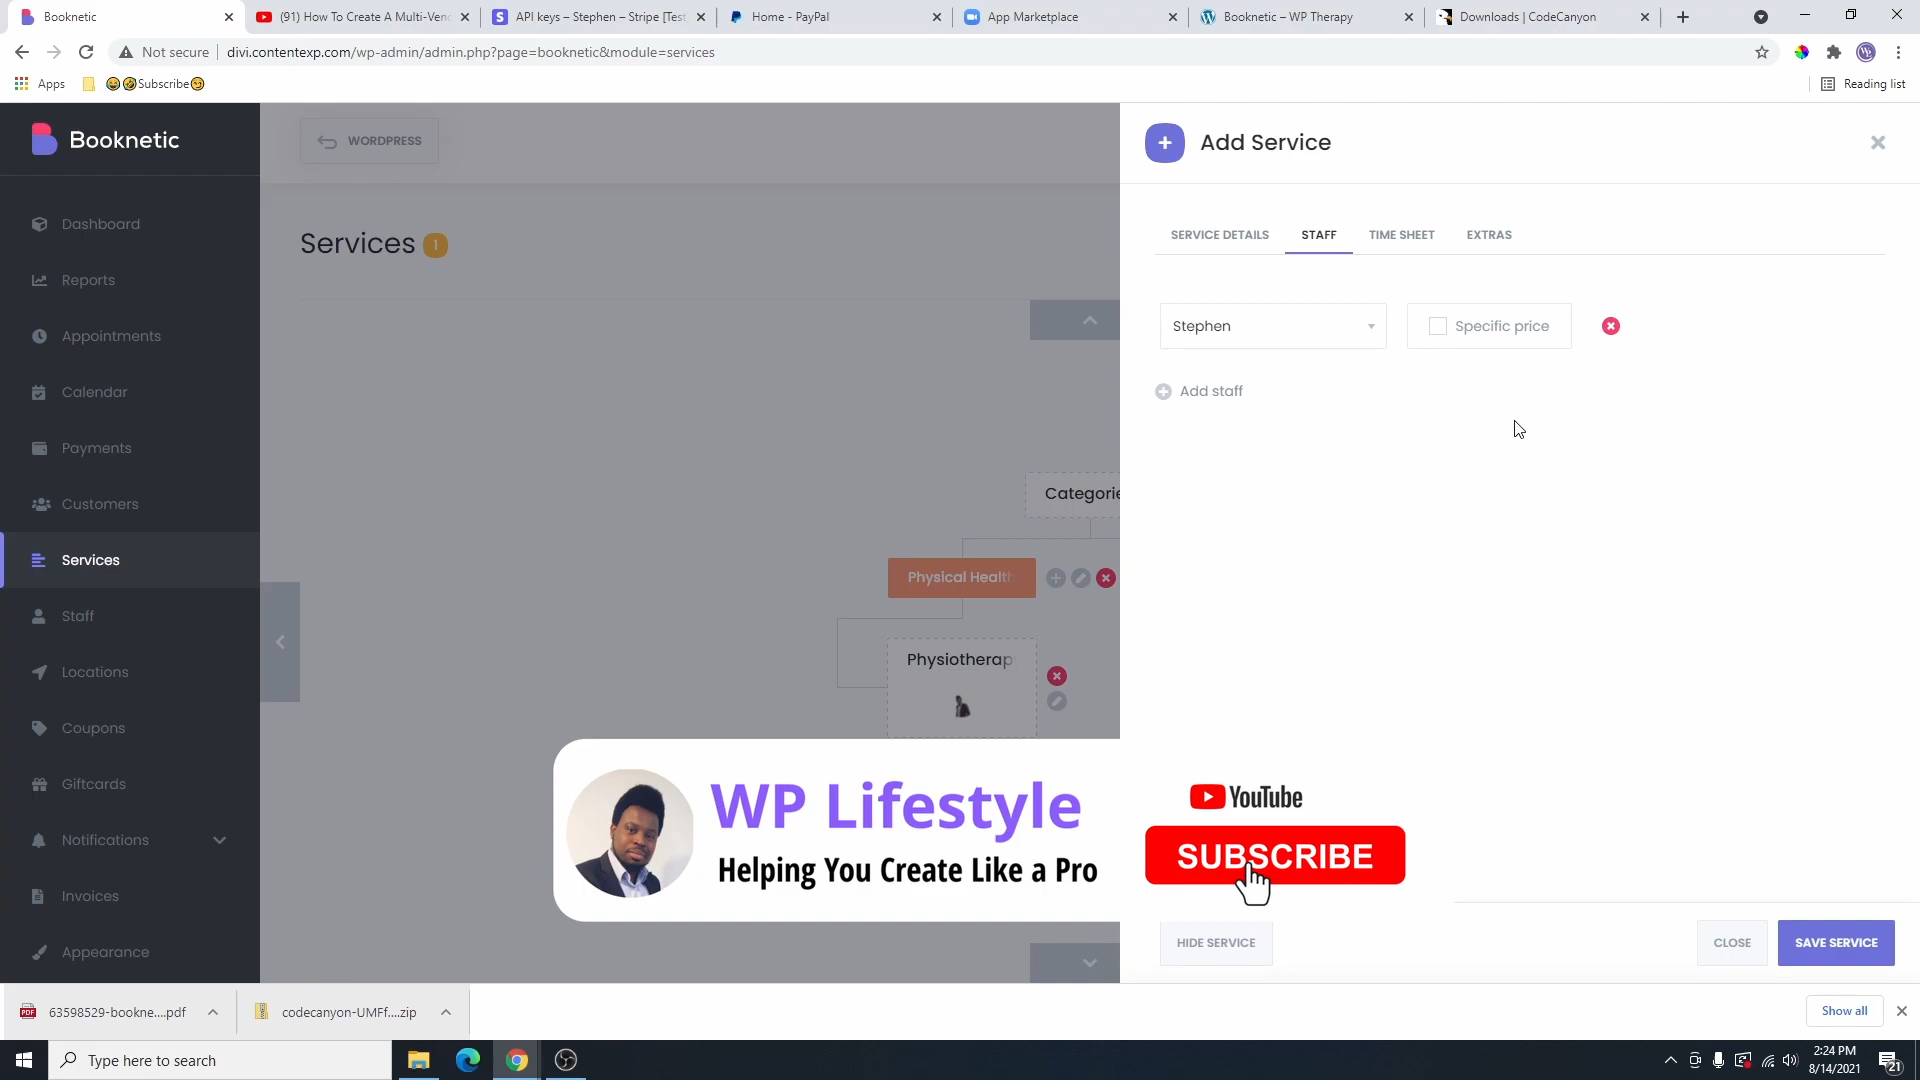 Booknetic
(91) How To Create A Multi-Venc
API keys – Stephen – Stripe [Test
Home - PayPal
App Marketplace
Booknetic – WP Therapy
Downloads | CodeCanyon
Not secure
divi.contentexp.com/wp-admin/admin.php?page=booknetic&module=services
Apps
😂🤣Subscribe😏
Reading list
Booknetic
WORDPRESS
Add Service
Dashboard
Services 1
SERVICE DETAILS
STAFF
TIME SHEET
EXTRAS
Reports
Appointments
Stephen
Specific price
Calendar
Add staff
Payments
Customers
Categorie
Services
Physical Health
Staff
Locations
Physiotherap
Coupons
Giftcards
Notifications
Invoices
Appearance
WP Lifestyle
Helping You Create Like a Pro
YouTube
SUBSCRIBE
HIDE SERVICE
CLOSE
SAVE SERVICE
63598529-bookne....pdf
codecanyon-UMFf....zip
Show all
Type here to search
2:24 PM
8/14/2021
21